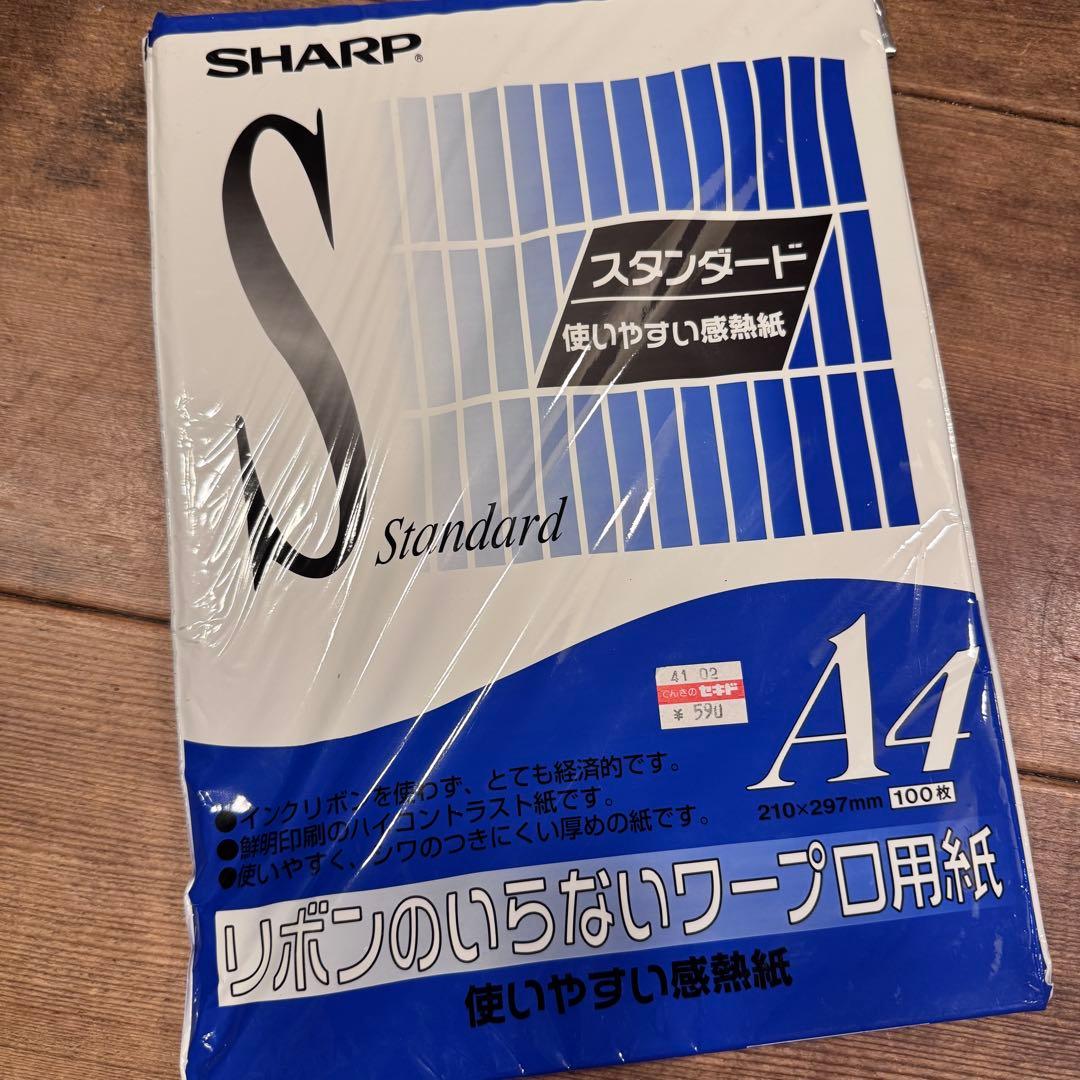 SHARP®
S
スタンダード
使いやすい感熱紙
Standard
41 02
でんきの セキド
¥ 590
A4
210×297mm 100枚
●インクリボンを使わず、とても経済的です。
●鮮明印刷のハイコントラスト紙です。
●使いやすく、シワのつきにくい厚めの紙です。
リボンのいらないワープロ用紙
使いやすい感熱紙